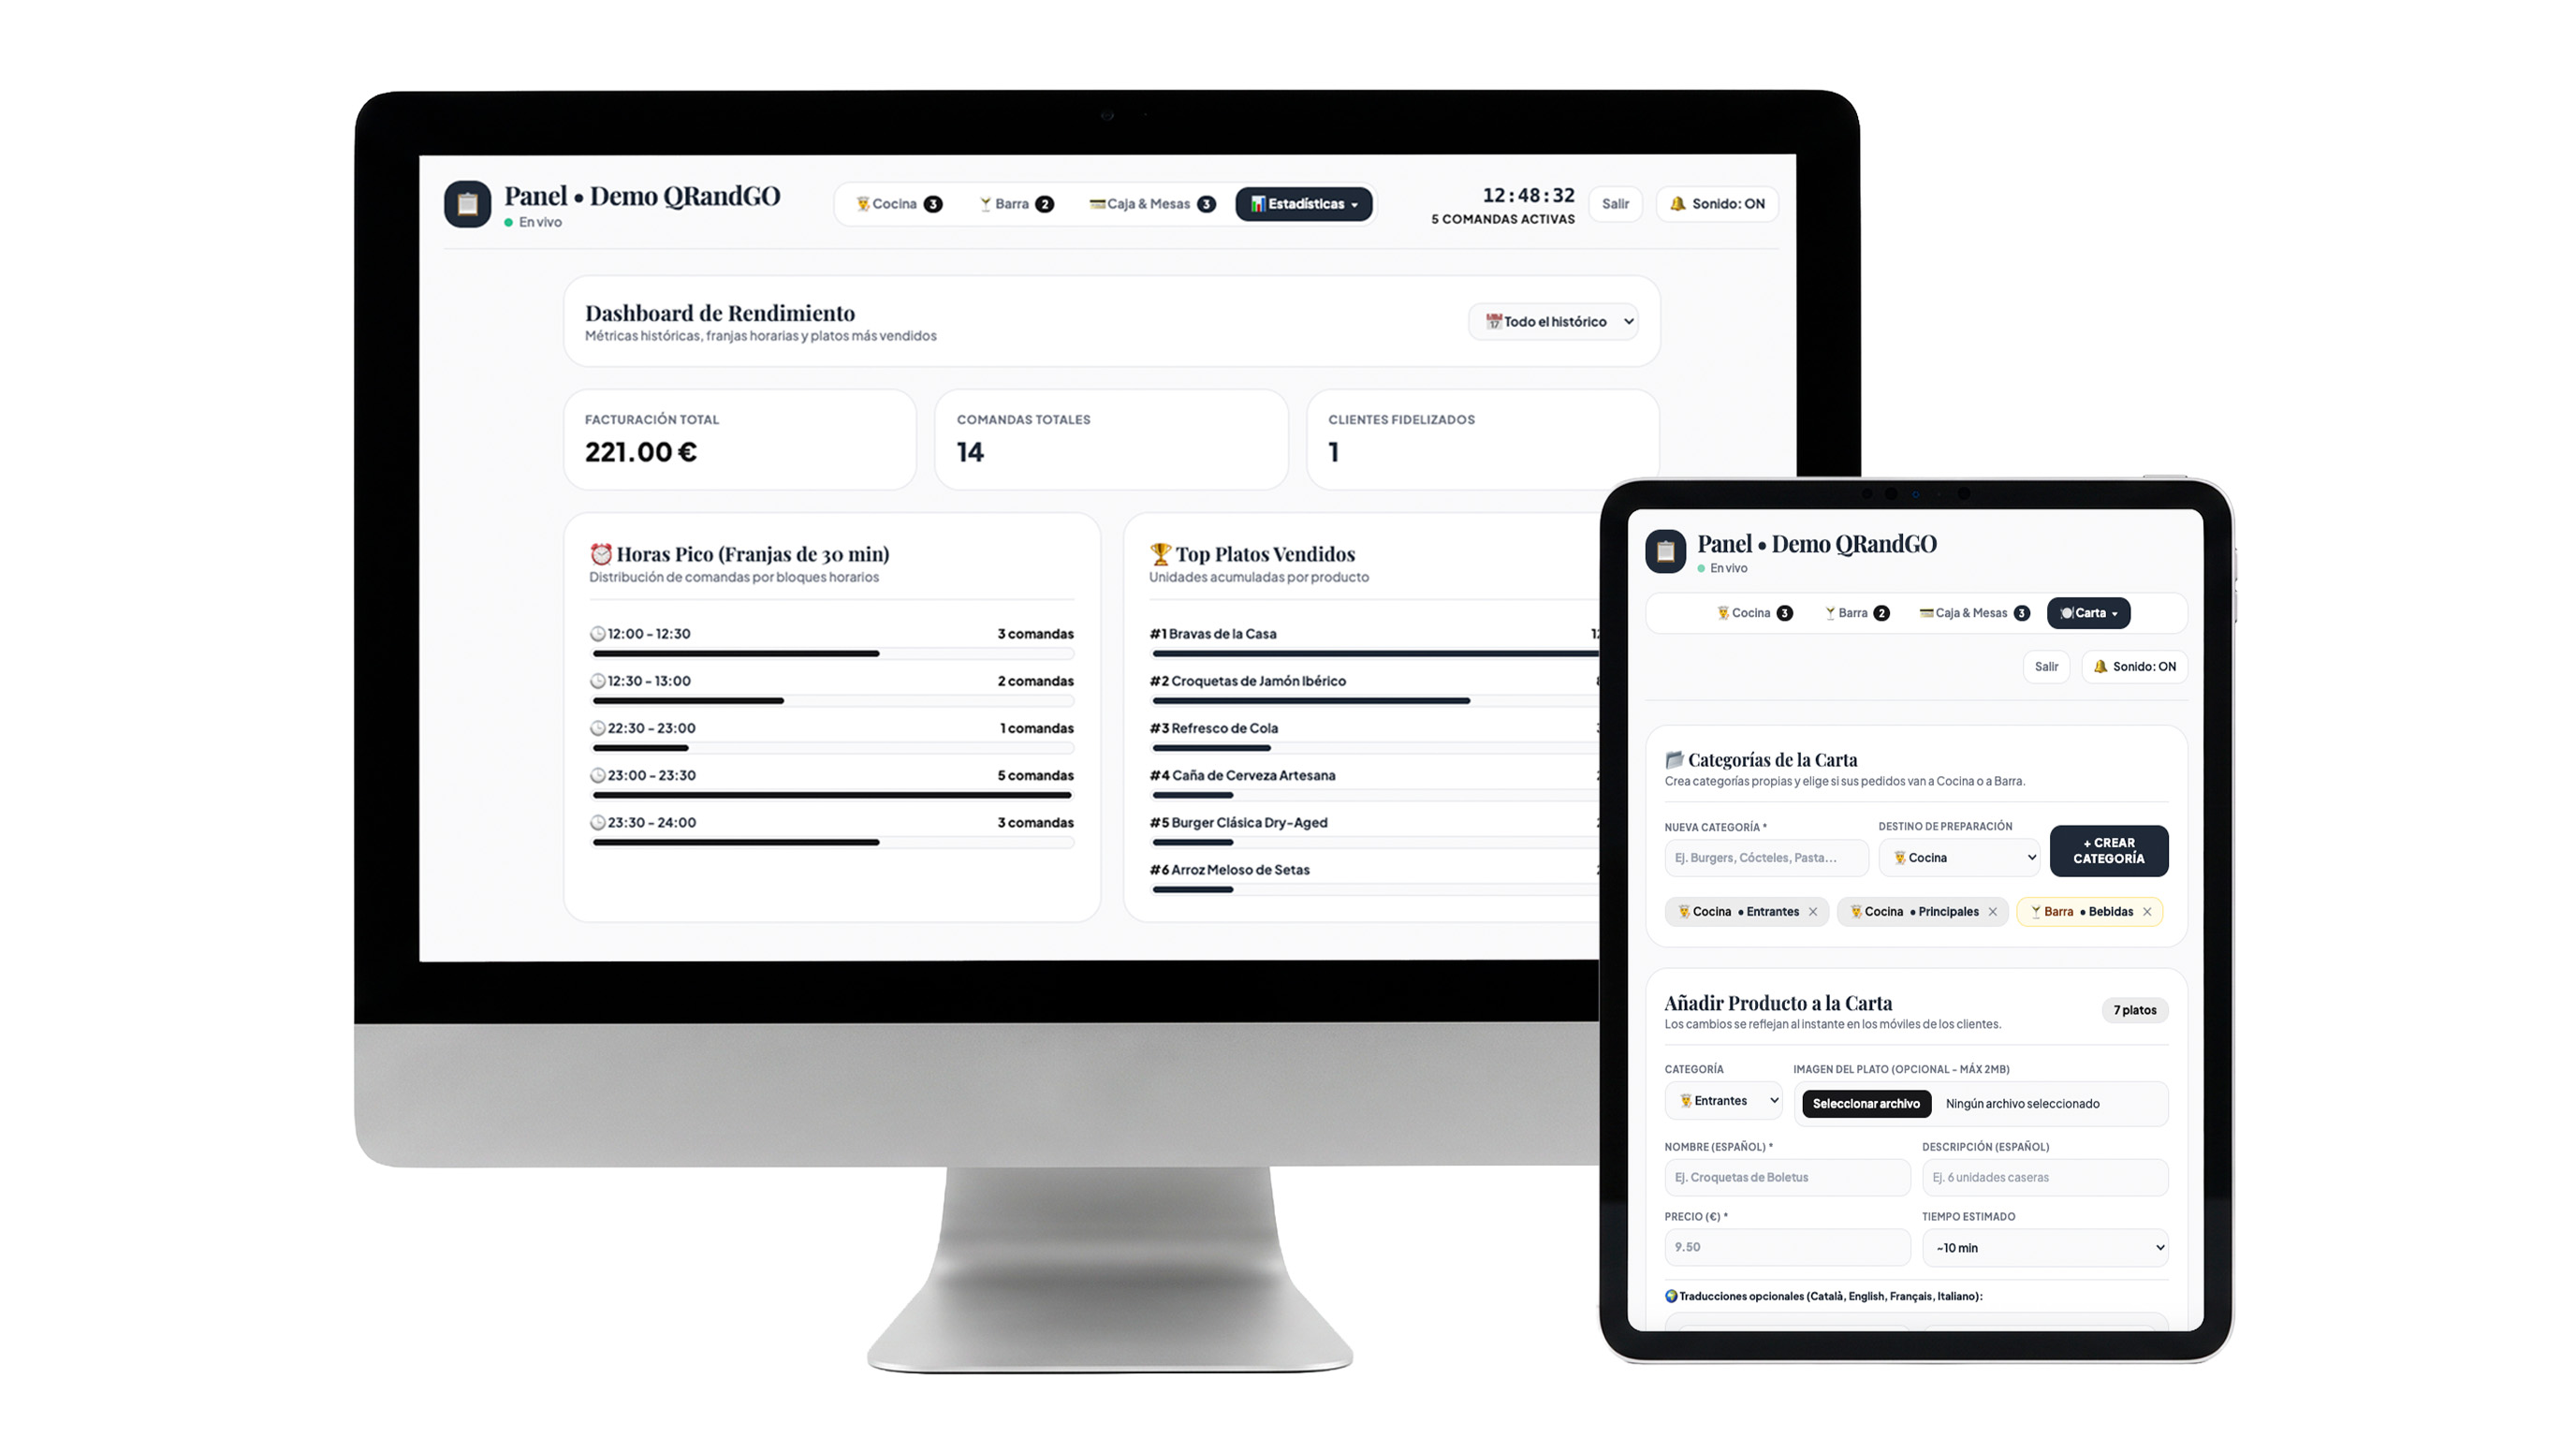 Panel • Demo QRandGO
En vivo
Cocina 3
Barra 2
Caja & Mesas 3
Estadísticas
12:48:32
5 COMANDAS ACTIVAS
Salir
Sonido: ON
Dashboard de Rendimiento
Métricas históricas, franjas horarias y platos más vendidos
Todo el histórico
FACTURACIÓN TOTAL
221.00 €
COMANDAS TOTALES
14
CLIENTES FIDELIZADOS
1
Horas Pico (Franjas de 30 min)
Distribución de comandas por bloques horarios
12:00 - 12:30 3 comandas
12:30 - 13:00 2 comandas
22:30 - 23:00 1 comandas
23:00 - 23:30 5 comandas
23:30 - 24:00 3 comandas
Top Platos Vendidos
Unidades acumuladas por producto
#1 Bravas de la Casa
#2 Croquetas de Jamón Ibérico
#3 Refresco de Cola
#4 Caña de Cerveza Artesana
#5 Burger Clásica Dry-Aged
#6 Arroz Meloso de Setas
Panel • Demo QRandGO
En vivo
Cocina 3
Barra 2
Caja & Mesas 3
Carta
Salir
Sonido: ON
Categorías de la Carta
Crea categorías propias y elige si sus pedidos van a Cocina o a Barra.
NUEVA CATEGORÍA *
Ej. Burgers, Cócteles, Pasta...
DESTINO DE PREPARACIÓN
Cocina
+ CREAR
CATEGORÍA
Cocina • Entrantes ×
Cocina • Principales ×
Barra • Bebidas ×
Añadir Producto a la Carta
Los cambios se reflejan al instante en los móviles de los clientes.
7 platos
CATEGORÍA
Entrantes
IMAGEN DEL PLATO (OPCIONAL - MÁX 2MB)
Seleccionar archivo Ningún archivo seleccionado
NOMBRE (ESPAÑOL) *
Ej. Croquetas de Boletus
DESCRIPCIÓN (ESPAÑOL)
Ej. 6 unidades caseras
PRECIO (€) *
9.50
TIEMPO ESTIMADO
~10 min
Traducciones opcionales (Català, English, Français, Italiano):